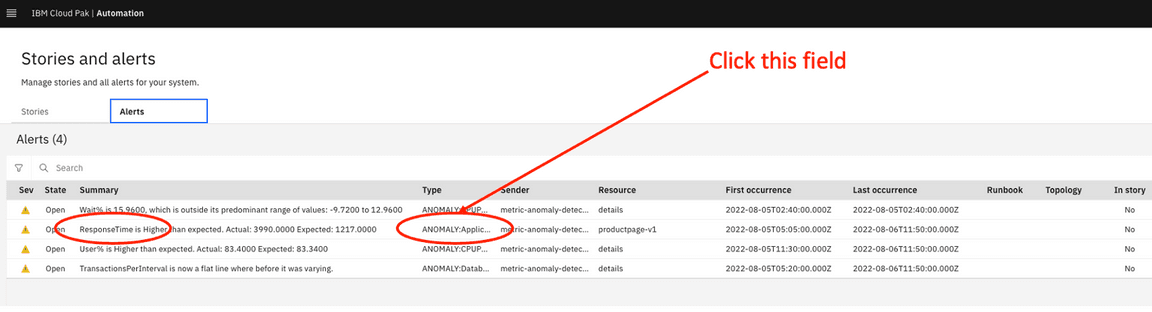 IBM Cloud Pak | Automation
Stories and alerts
Click this field
Manage stories and all alerts for your system.
Stories Alerts
Alerts (4)
Search
Sev State Summary Type Sender Resource First occurrence Last occurrence Runbook Topology In story
Open Wait% is 15.9600, which is outside its predominant range of values: -9.7200 to 12.9600 ANOMALY:CPUP... metric-anomaly-detec... details 2022-08-05T02:40:00.000Z 2022-08-05T02:40:00.000Z No
Open ResponseTime is Higher than expected. Actual: 3990.0000 Expected: 1217.0000 ANOMALY:Applic... metric-anomaly-detec... productpage-v1 2022-08-05T05:05:00.000Z 2022-08-06T11:50:00.000Z No
Open User% is Higher than expected. Actual: 83.4000 Expected: 83.3400 ANOMALY:CPUP... metric-anomaly-detec... details 2022-08-05T11:30:00.000Z 2022-08-06T11:50:00.000Z No
Open TransactionsPerInterval is now a flat line where before it was varying. ANOMALY:Datab... metric-anomaly-detec... details 2022-08-05T05:20:00.000Z 2022-08-06T11:50:00.000Z No